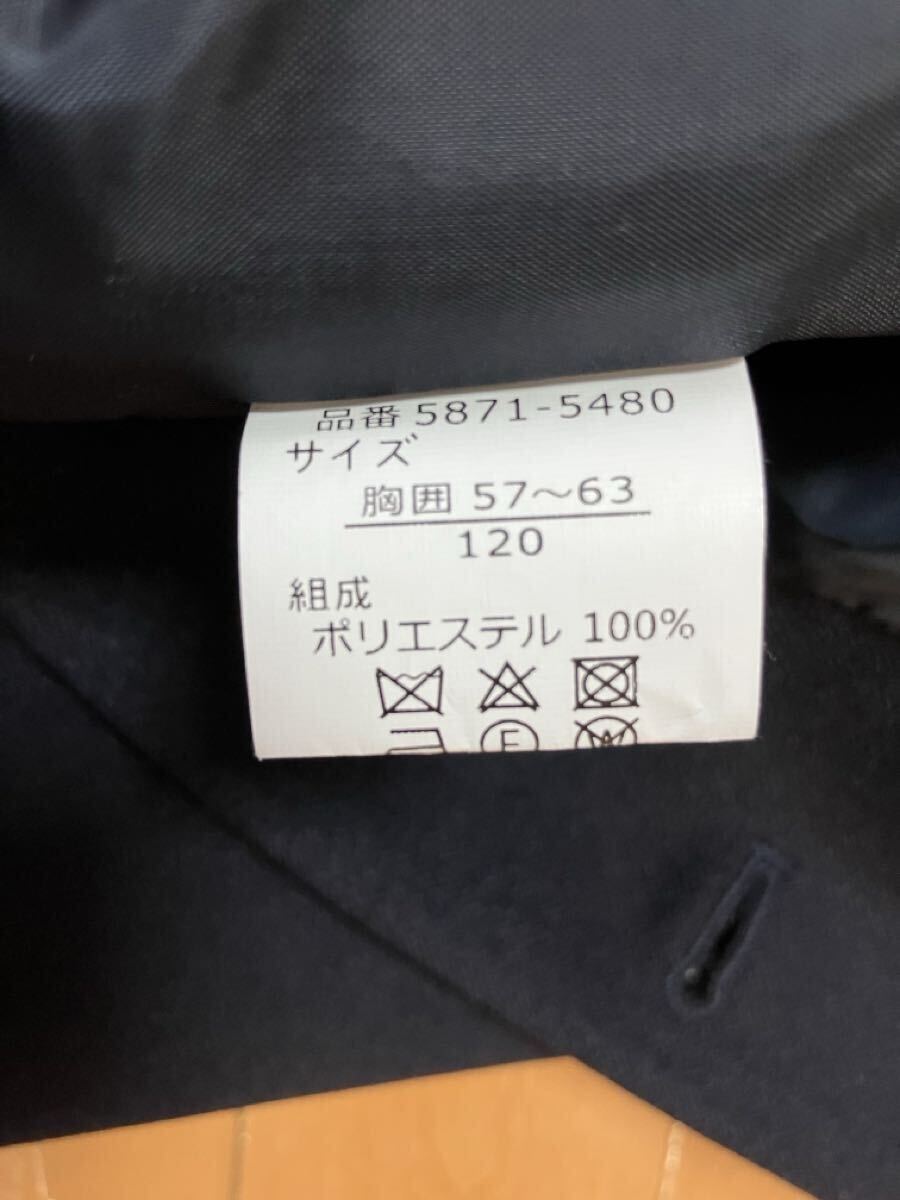 品番 5871-5480
サイズ
胸囲 57～63
120
組成
ポリエステル 100%